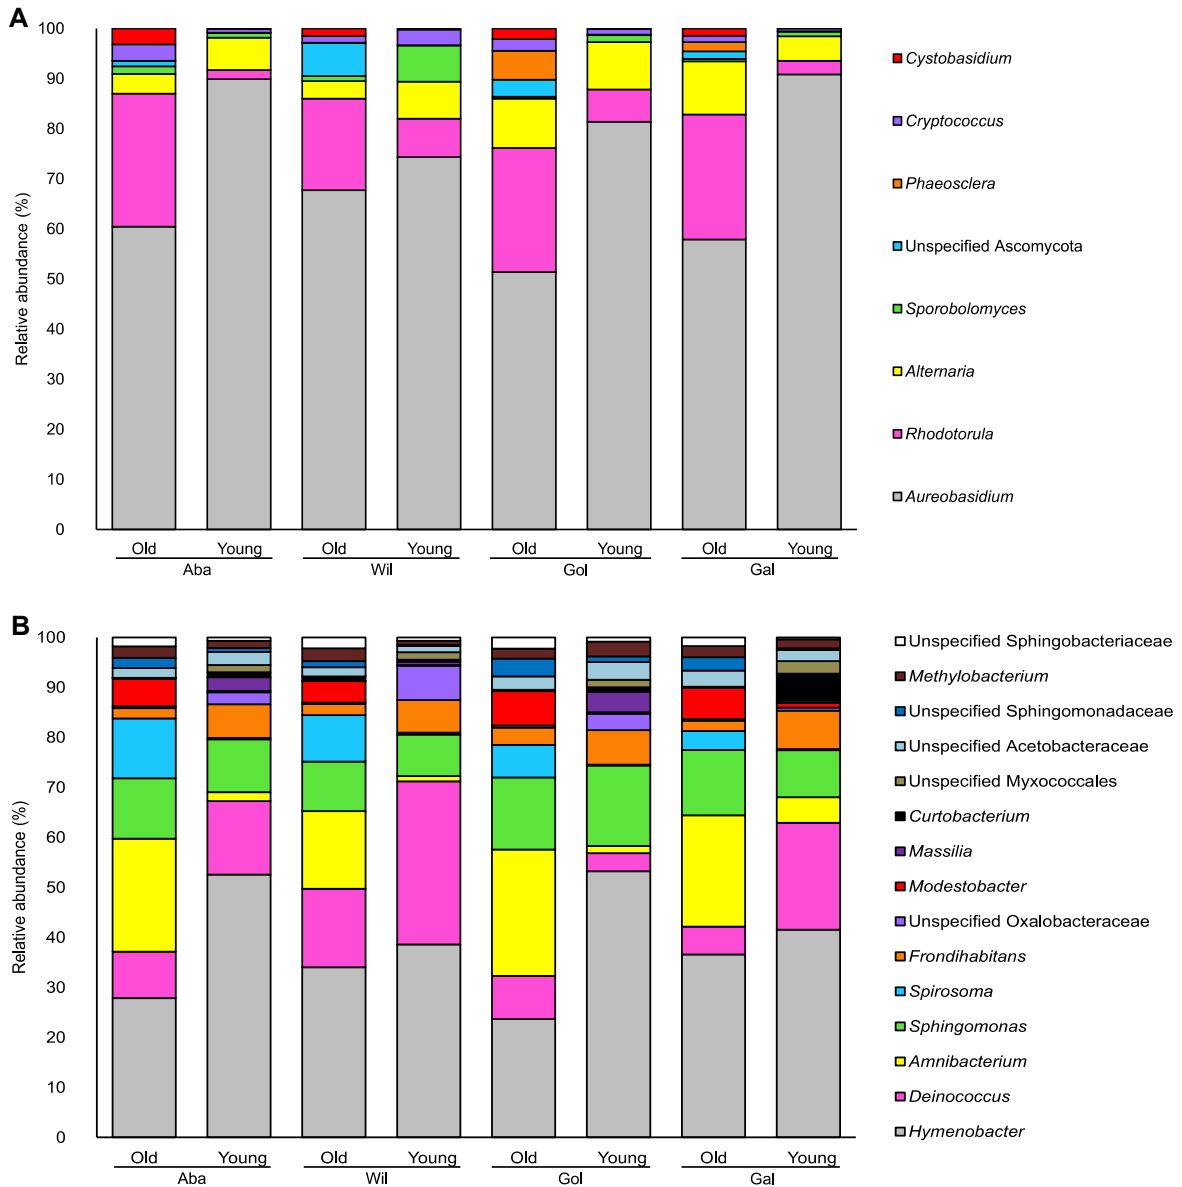 A
Relative abundance (%)
100
90
80
70
60
50
40
30
20
10
0
Old Young Old Young Old Young Old Young
Aba Wil Gol Gal
Cystobasidium
Cryptococcus
Phaeosclera
Unspecified Ascomycota
Sporobolomyces
Alternaria
Rhodotorula
Aureobasidium
B
Relative abundance (%)
100
90
80
70
60
50
40
30
20
10
0
Old Young Old Young Old Young Old Young
Aba Wil Gol Gal
Unspecified Sphingobacteriaceae
Methylobacterium
Unspecified Sphingomonadaceae
Unspecified Acetobacteraceae
Unspecified Myxococcales
Curtobacterium
Massilia
Modestobacter
Unspecified Oxalobacteraceae
Frondihabitans
Spirosoma
Sphingomonas
Amnibacterium
Deinococcus
Hymenobacter